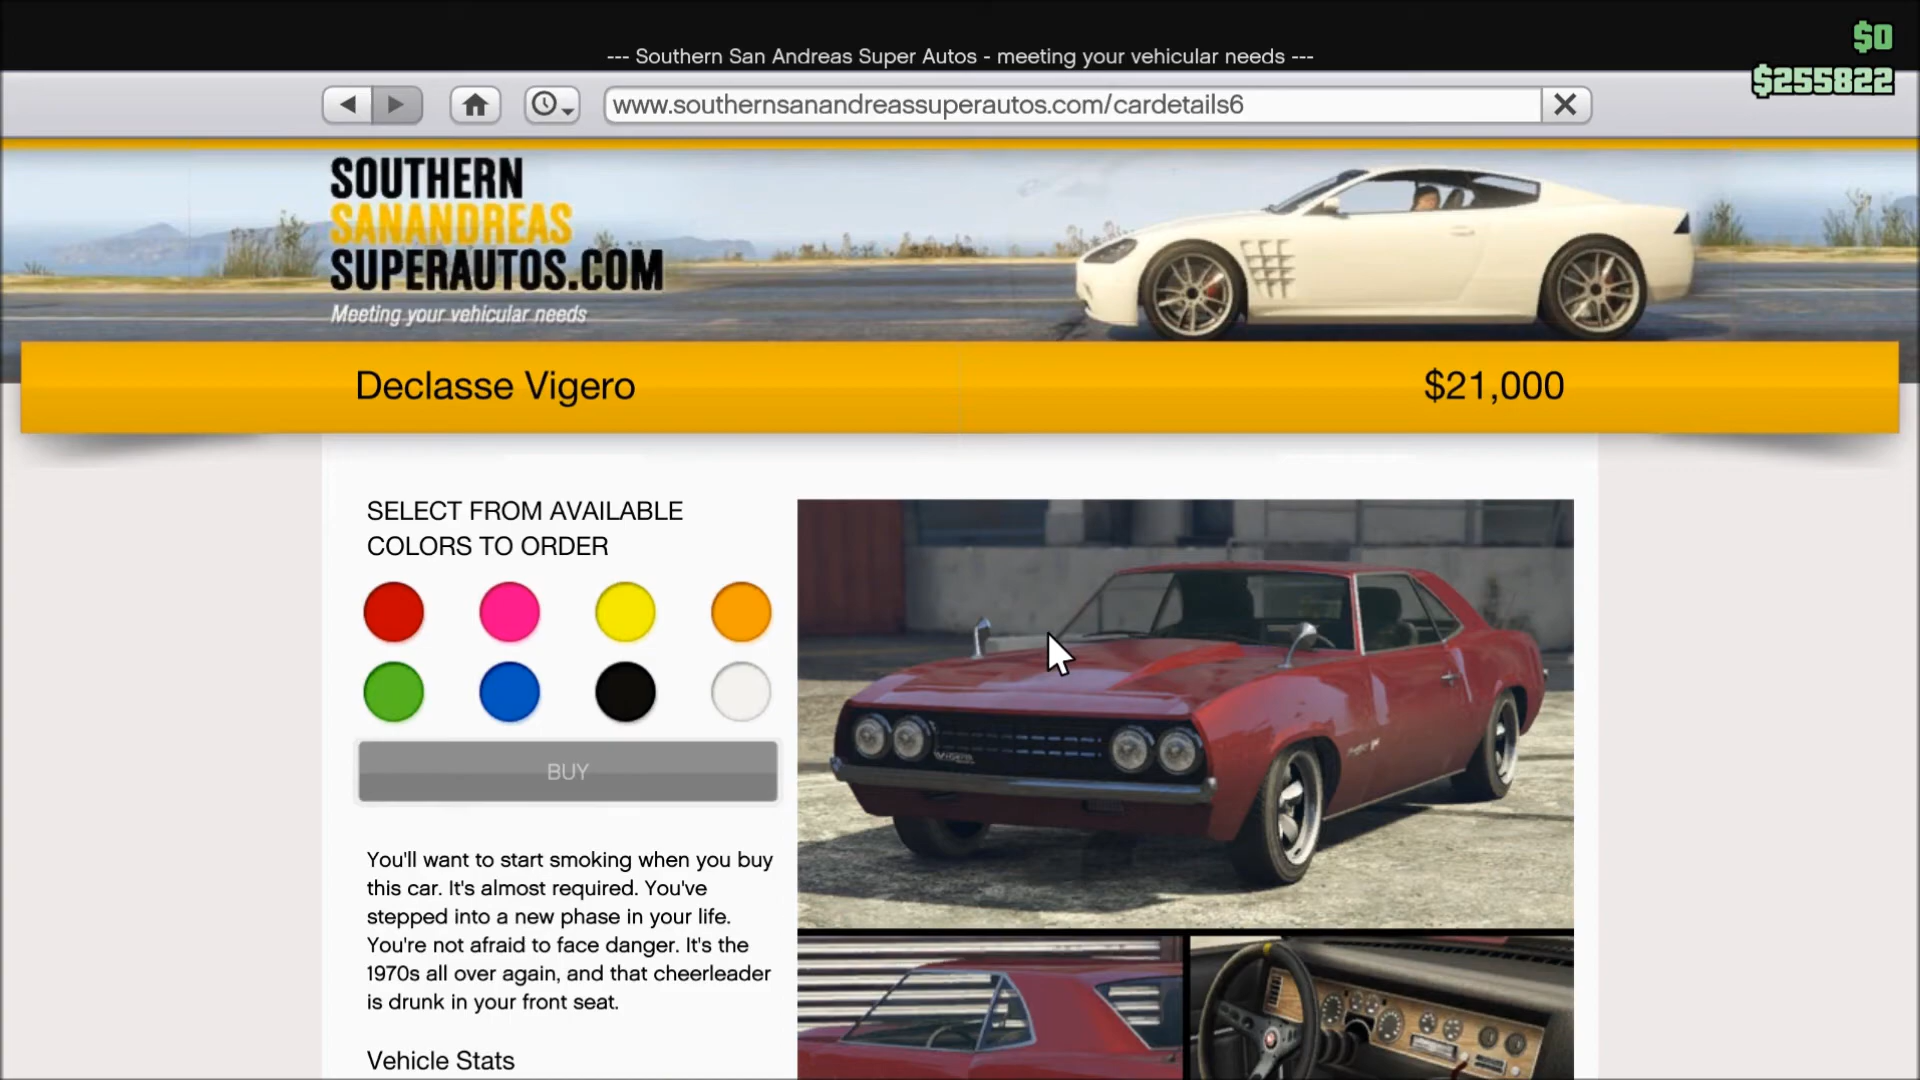 --- Southern San Andreas Super Autos - meeting your vehicular needs ---
$0
$255822
www.southernsanandreassuperautos.com/cardetails6
SOUTHERN
SANANDREAS
SUPERAUTOS.COM
Meeting your vehicular needs
Declasse Vigero
$21,000
SELECT FROM AVAILABLE
COLORS TO ORDER
BUY
You'll want to start smoking when you buy
this car. It's almost required. You've
stepped into a new phase in your life.
You're not afraid to face danger. It's the
1970s all over again, and that cheerleader
is drunk in your front seat.
Vehicle Stats